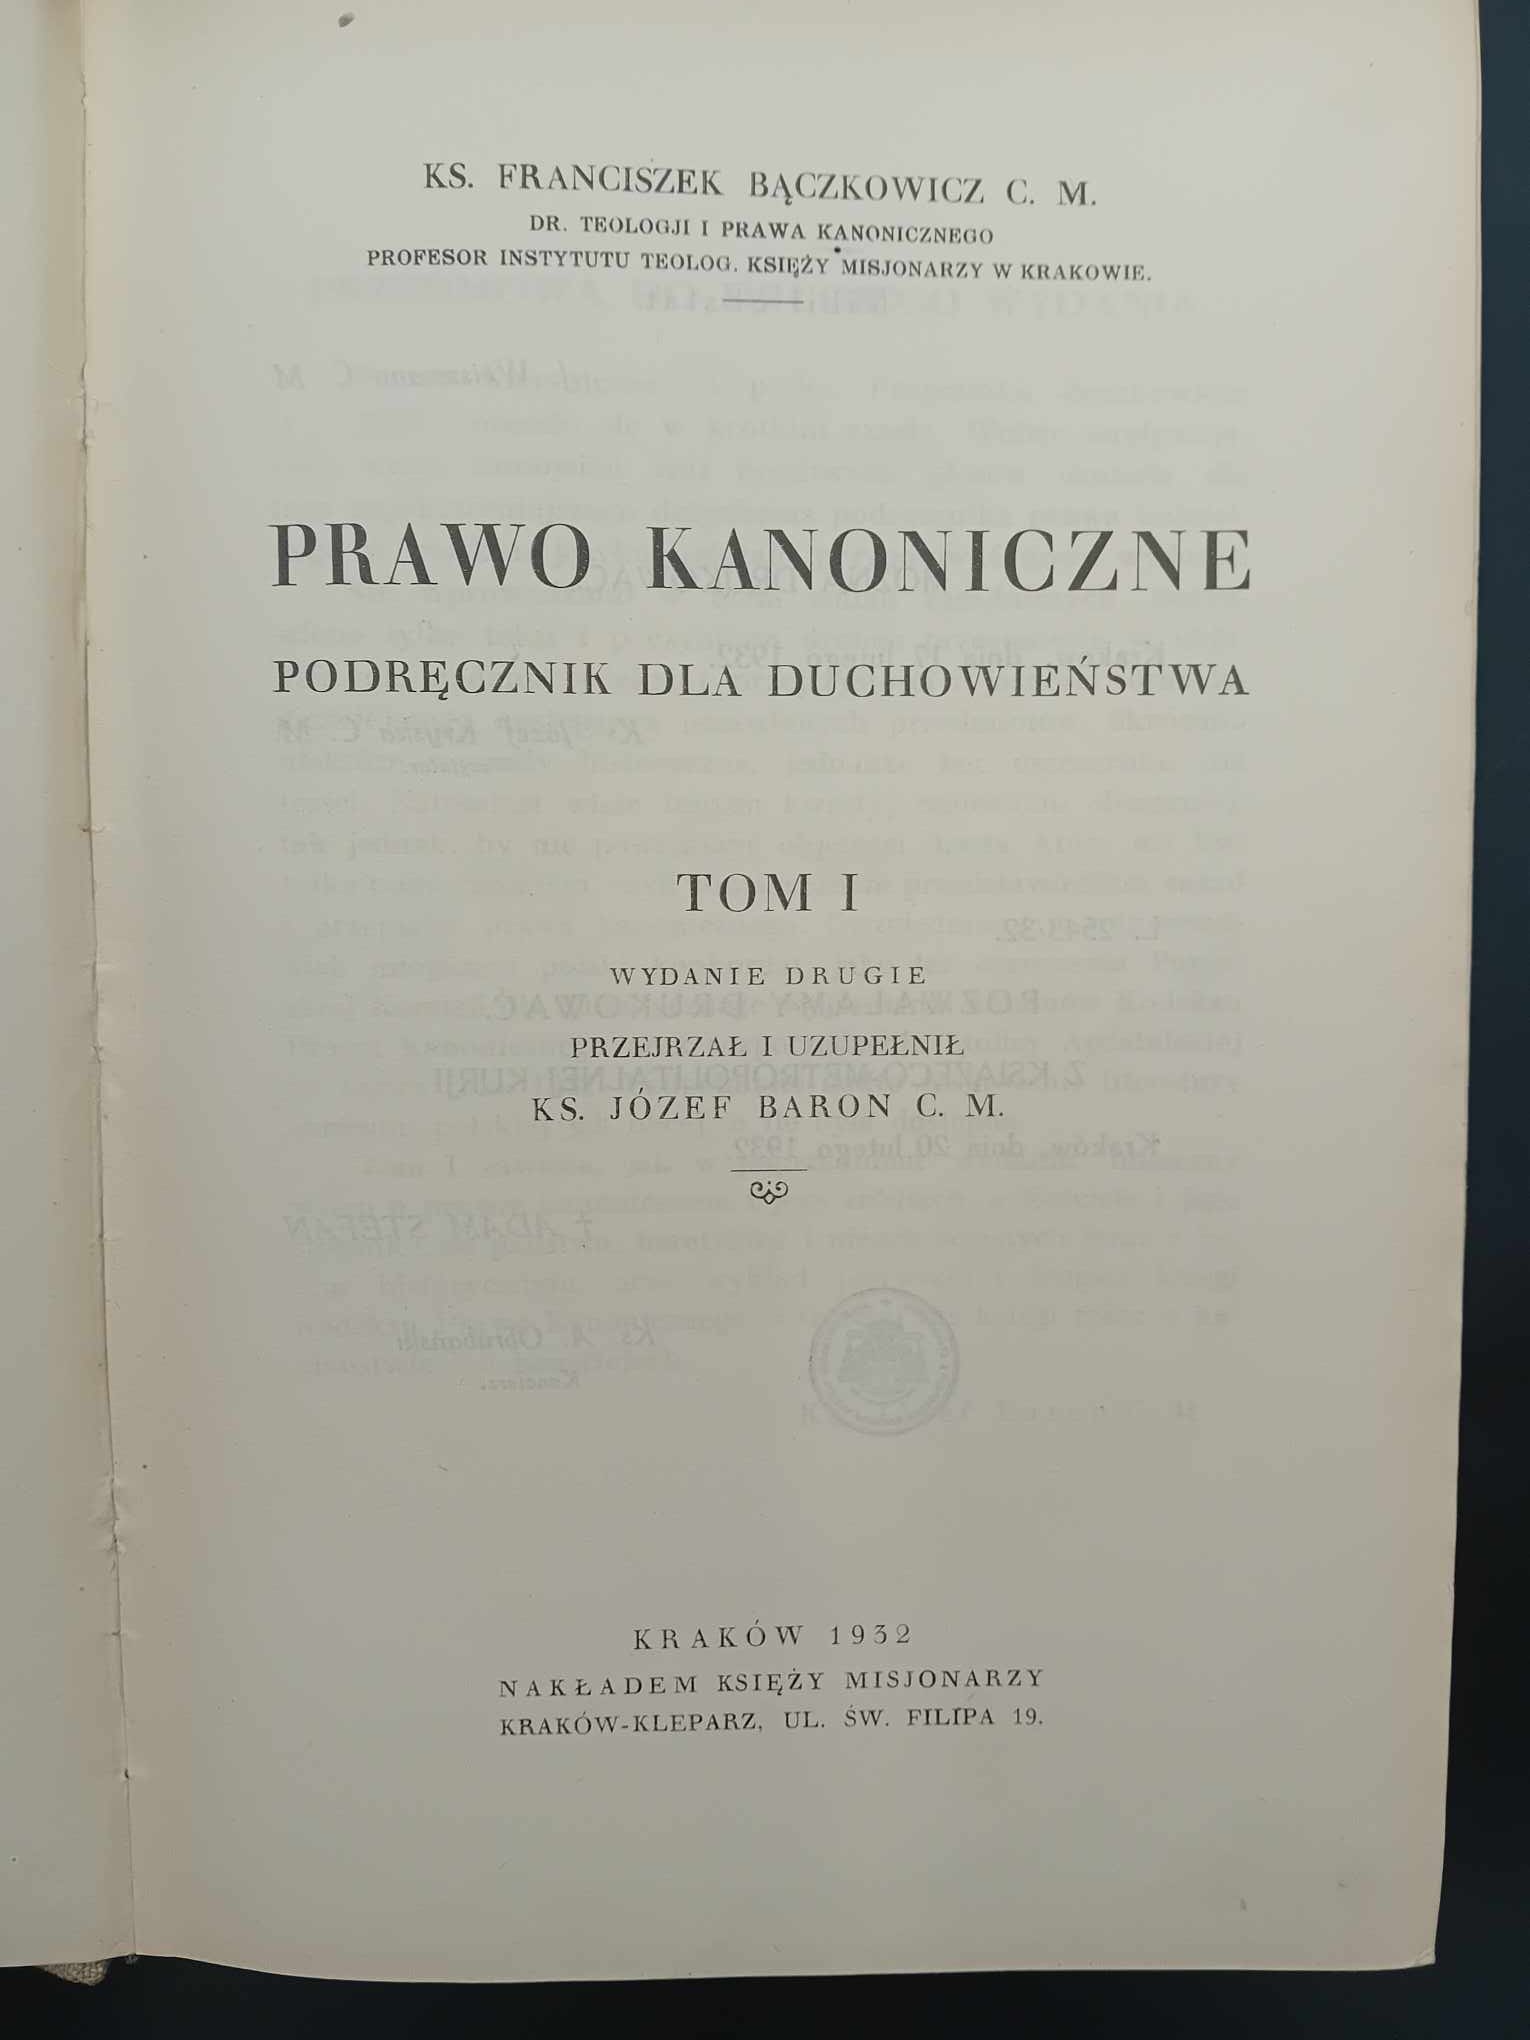 KS. FRANCISZEK BĄCZKOWICZ C. M.
DR. TEOLOGJI I PRAWA KANONICZNEGO
PROFESOR INSTYTUTU TEOLOG. KSIĘŻY MISJONARZY W KRAKOWIE.
PRAWO KANONICZNE
PODRĘCZNIK DLA DUCHOWIEŃSTWA
TOM I
WYDANIE DRUGIE
PRZEJRZAŁ I UZUPEŁNIŁ
KS. JÓZEF BARON C. M.
KRAKÓW 1932
NAKŁADEM KSIĘŻY MISJONARZY
KRAKÓW-KLEPARZ, UL. ŚW. FILIPA 19.